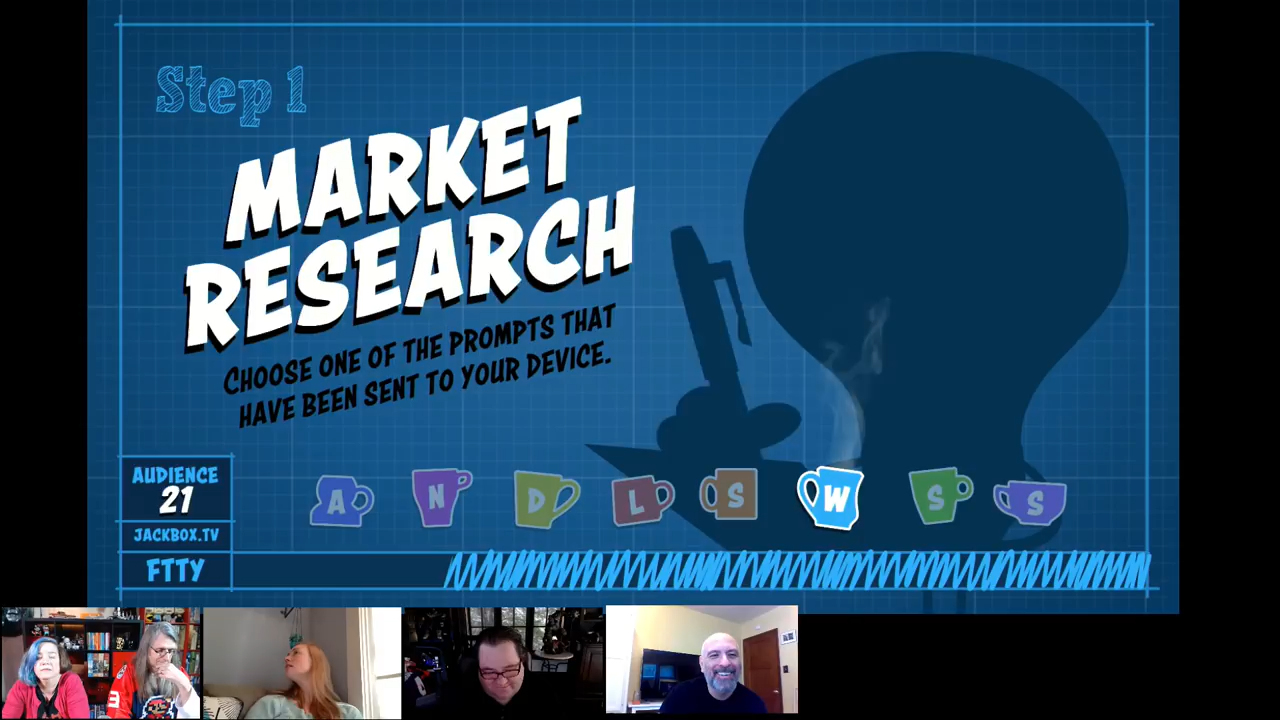 Step 1
MARKET
RESEARCH
CHOOSE ONE OF THE PROMPTS THAT
HAVE BEEN SENT TO YOUR DEVICE.
AUDIENCE
21
JACKBOX.TV
FTTY
A N D L S W S S